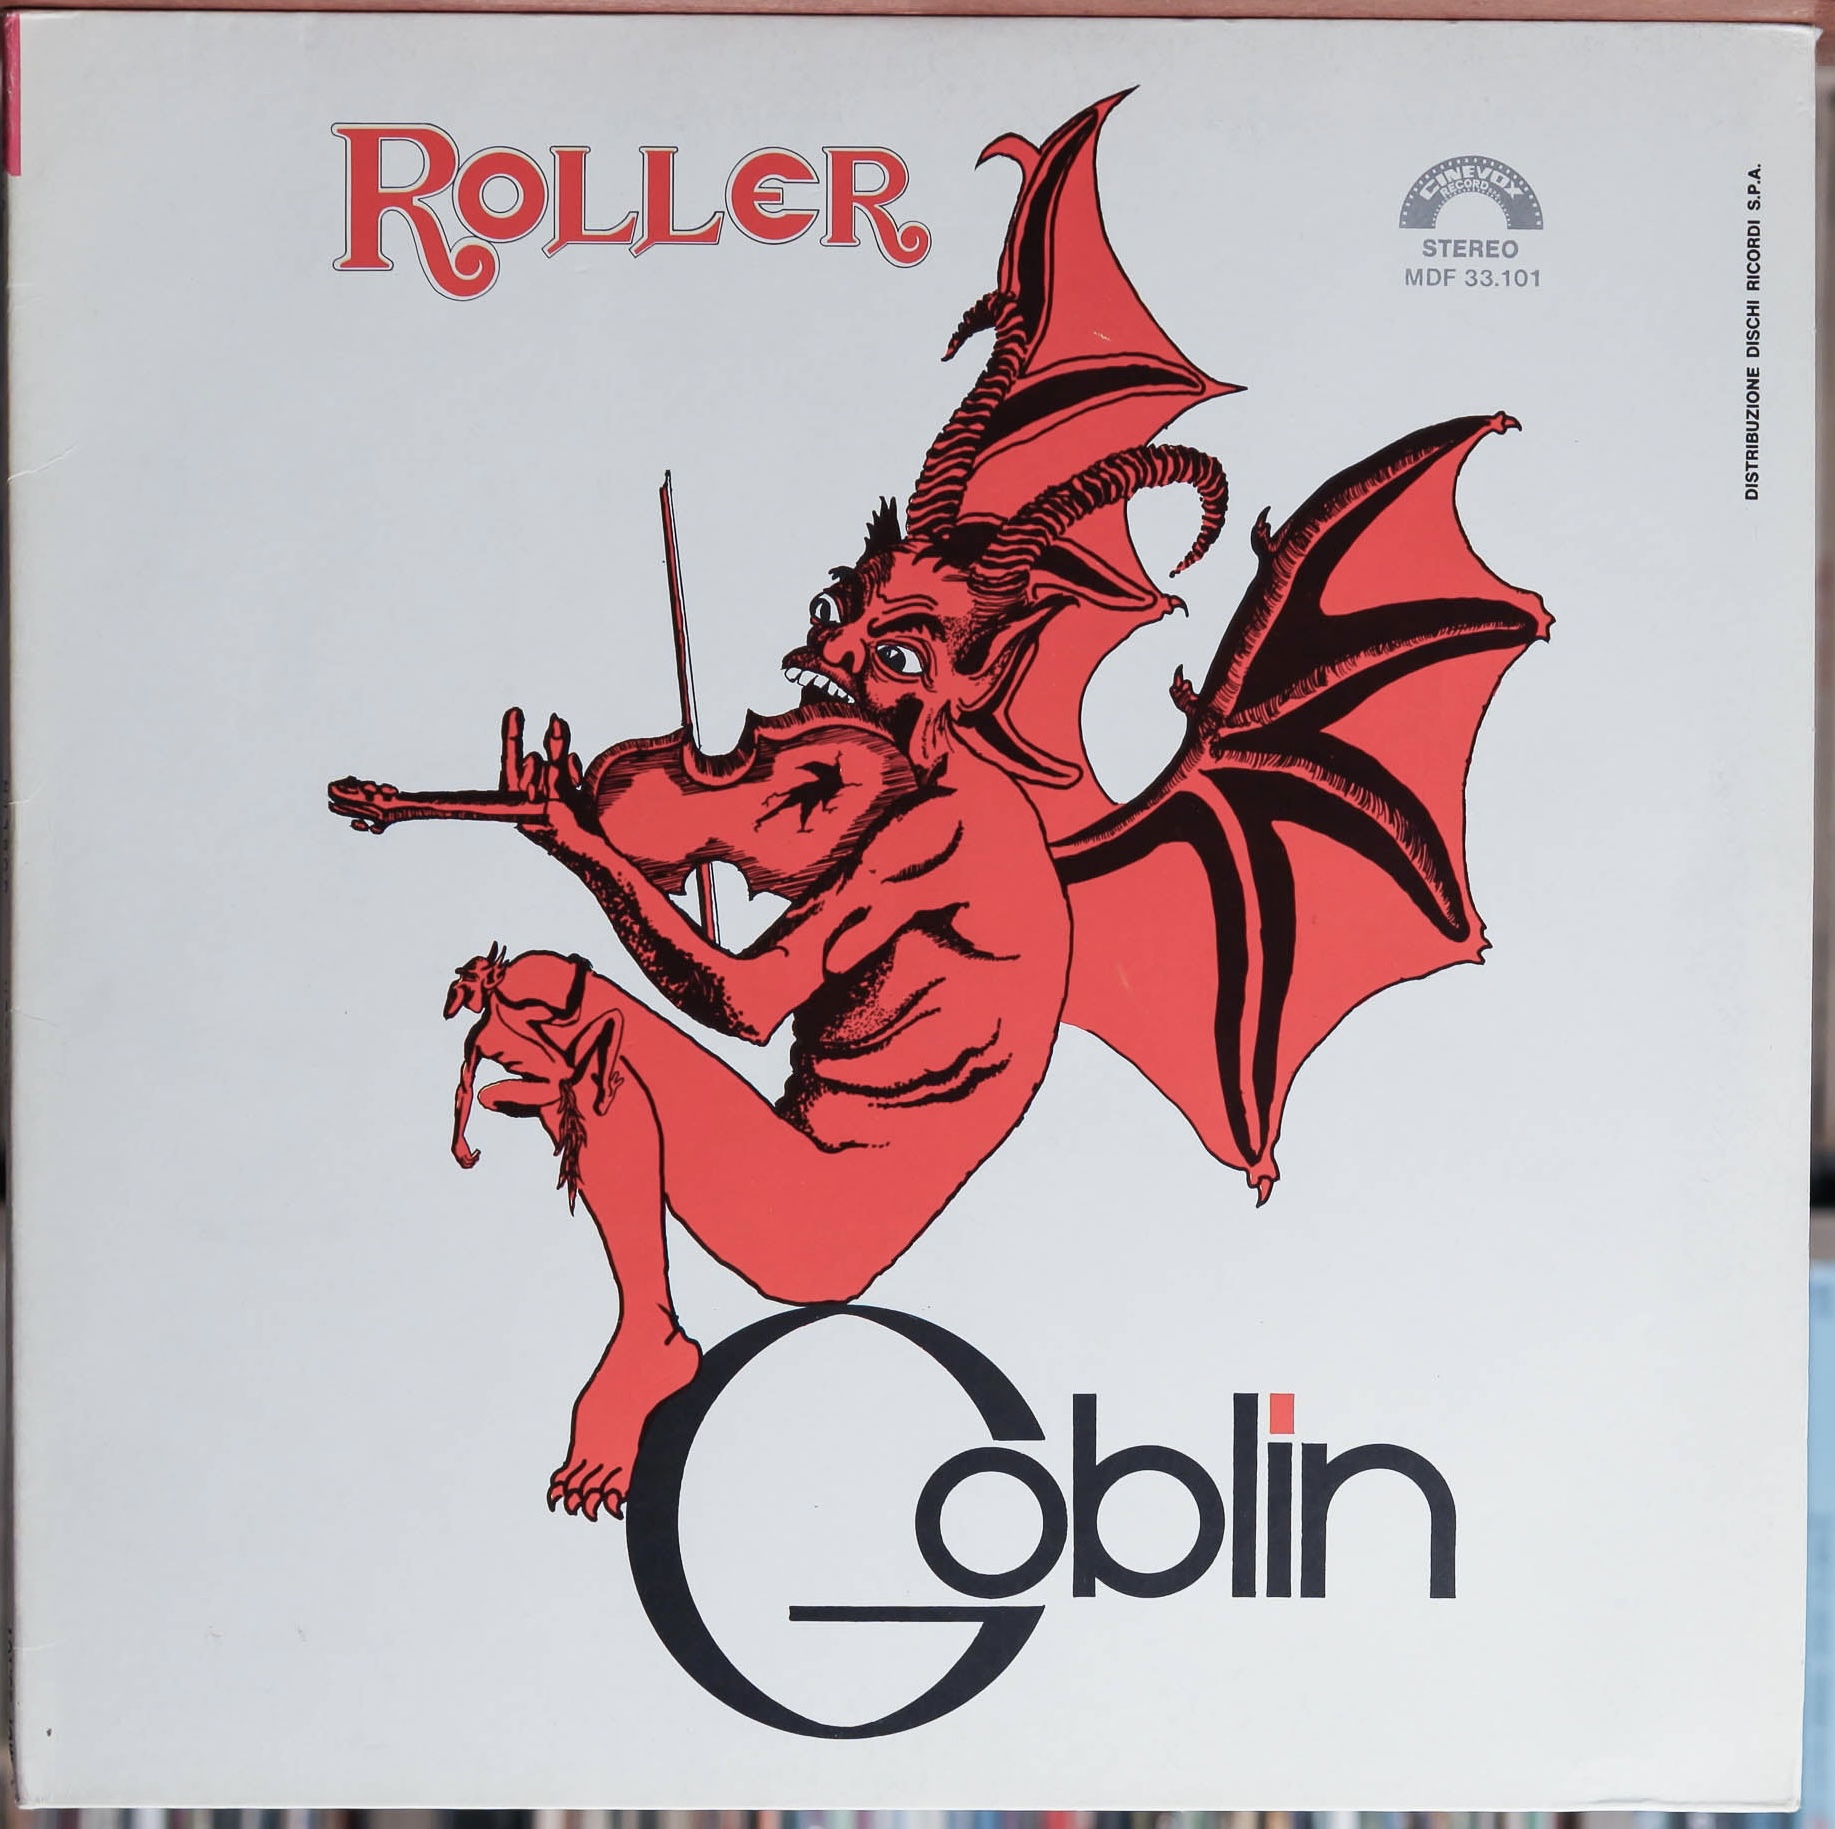 ROLLER
CINEVOX
RECORD
STEREO
MDF 33.101
DISTRIBUZIONE DISCHI RICORDI S.P.A.
Goblin